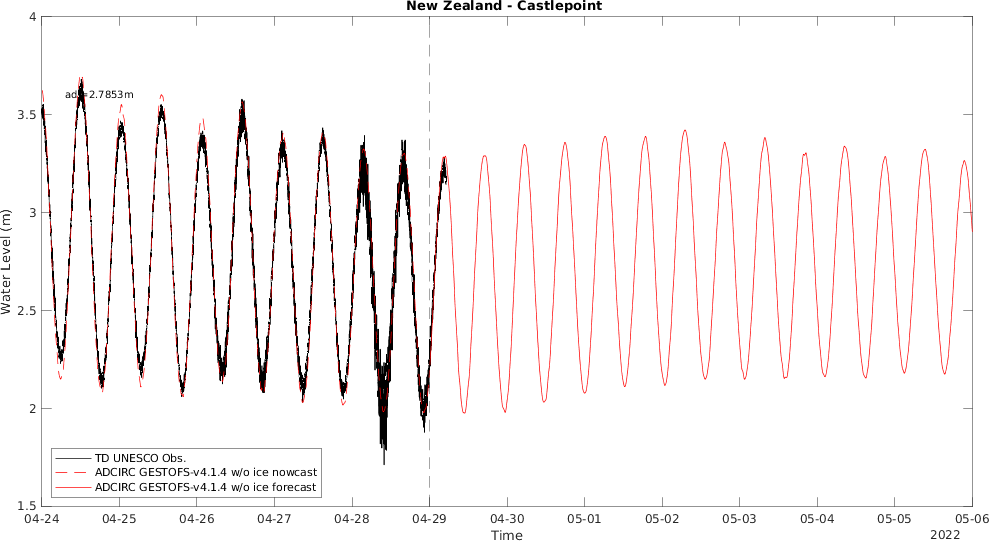 New Zealand - Castlepoint
4
3.5
3
2.5
2
1.5
Water Level (m)
=2.7853m
TD UNESCO Obs.
ADCIRC GESTOFS-v4.1.4 w/o ice nowcast
ADCIRC GESTOFS-v4.1.4 w/o ice forecast
04-24
04-25
04-26
04-27
04-28
04-29
04-30
05-01
05-02
05-03
05-04
05-05
05-06
Time
2022